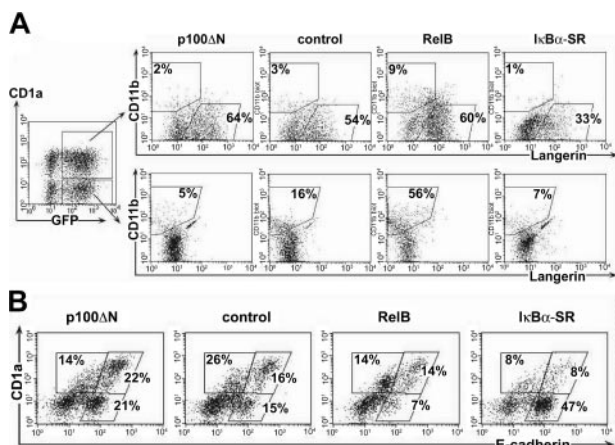 A
p100ΔN control RelB IκBα-SR
CD1a
CD11b
2%
64%
3%
54%
9%
60%
1%
33%
Langerin
GFP
CD11b
5%
16%
56%
7%
Langerin
B
p100ΔN control RelB IκBα-SR
CD1a
14%
22%
21%
26%
16%
15%
14%
14%
7%
8%
8%
47%
E-cadherin